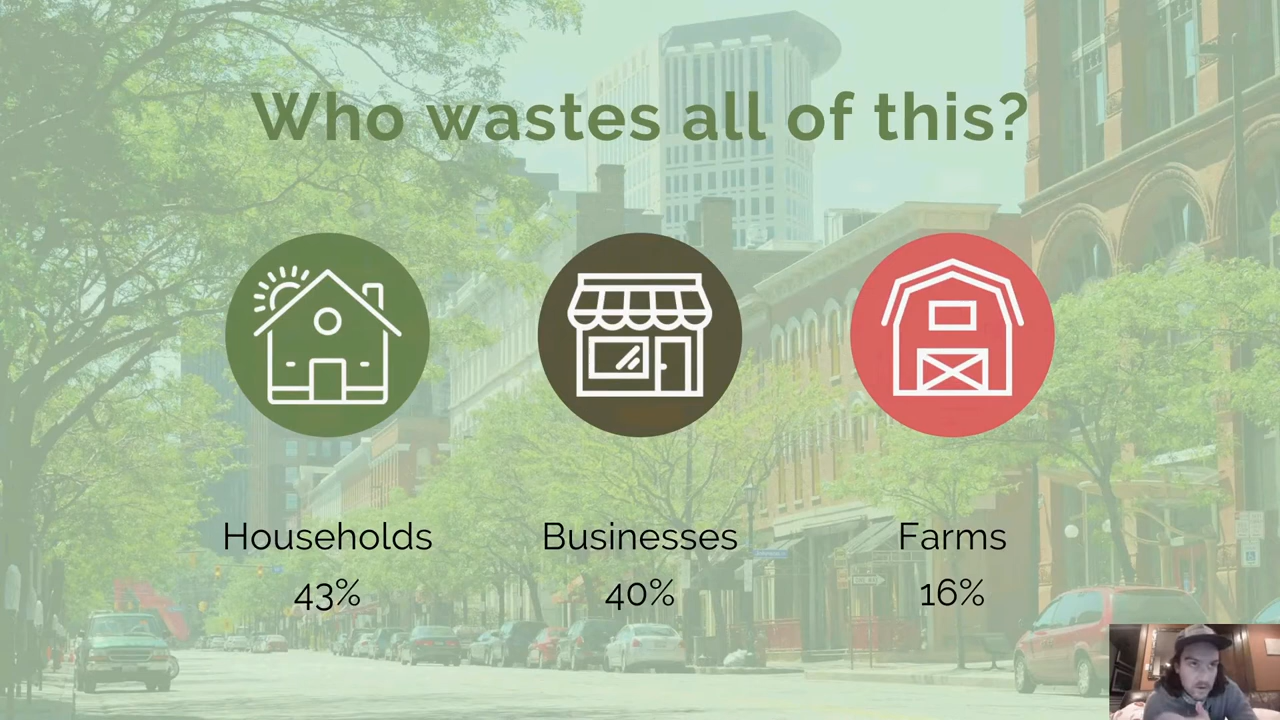 Who wastes all of this?
Households
Businesses
Farms
43%
40%
16%